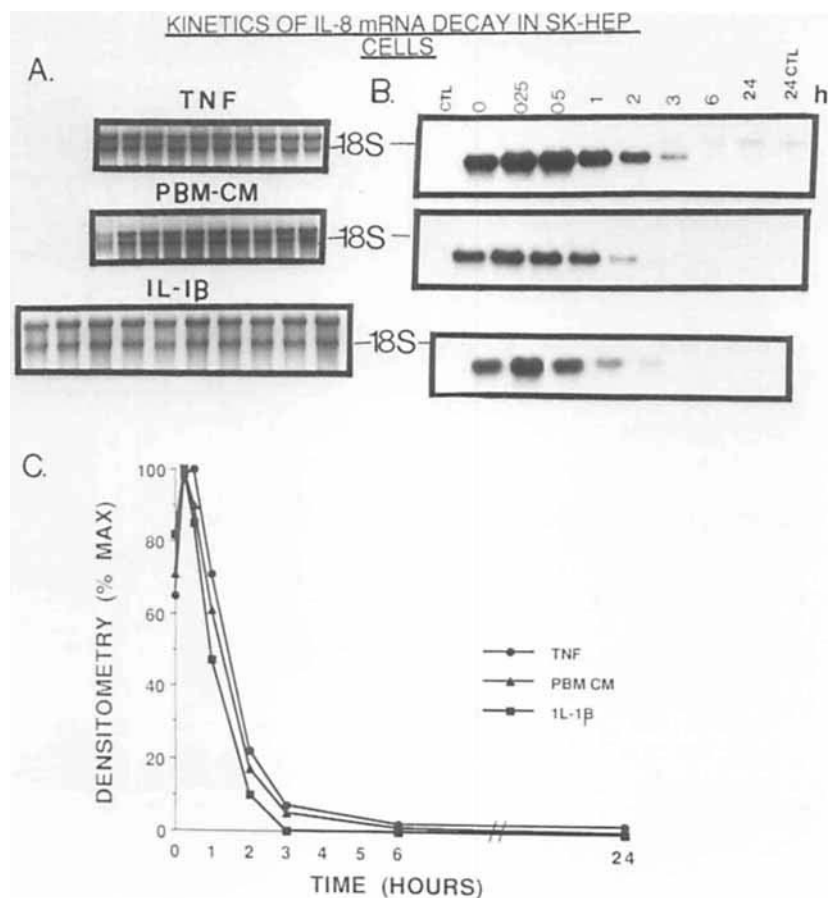 KINETICS OF IL-8 mRNA DECAY IN SK-HEP
CELLS
A.
TNF
18S
PBM-CM
18S
IL-1β
18S
B.
CTL 0 025 05 1 2 3 6 24 24 CTL h
C.
DENSITOMETRY (% MAX)
100
80
60
40
20
0
TNF
PBM CM
1L-1β
0 1 2 3 4 5 6 24
TIME (HOURS)